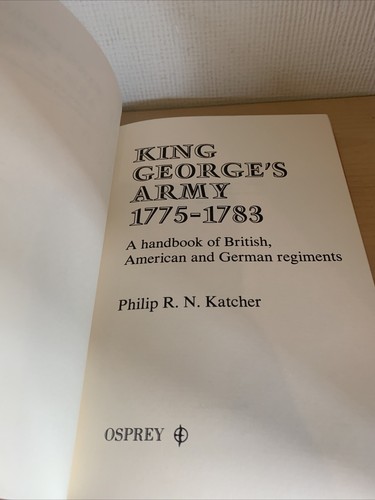 KING
GEORGE'S
ARMY
1775-1783
A handbook of British,
American and German regiments
Philip R. N. Katcher
OSPREY